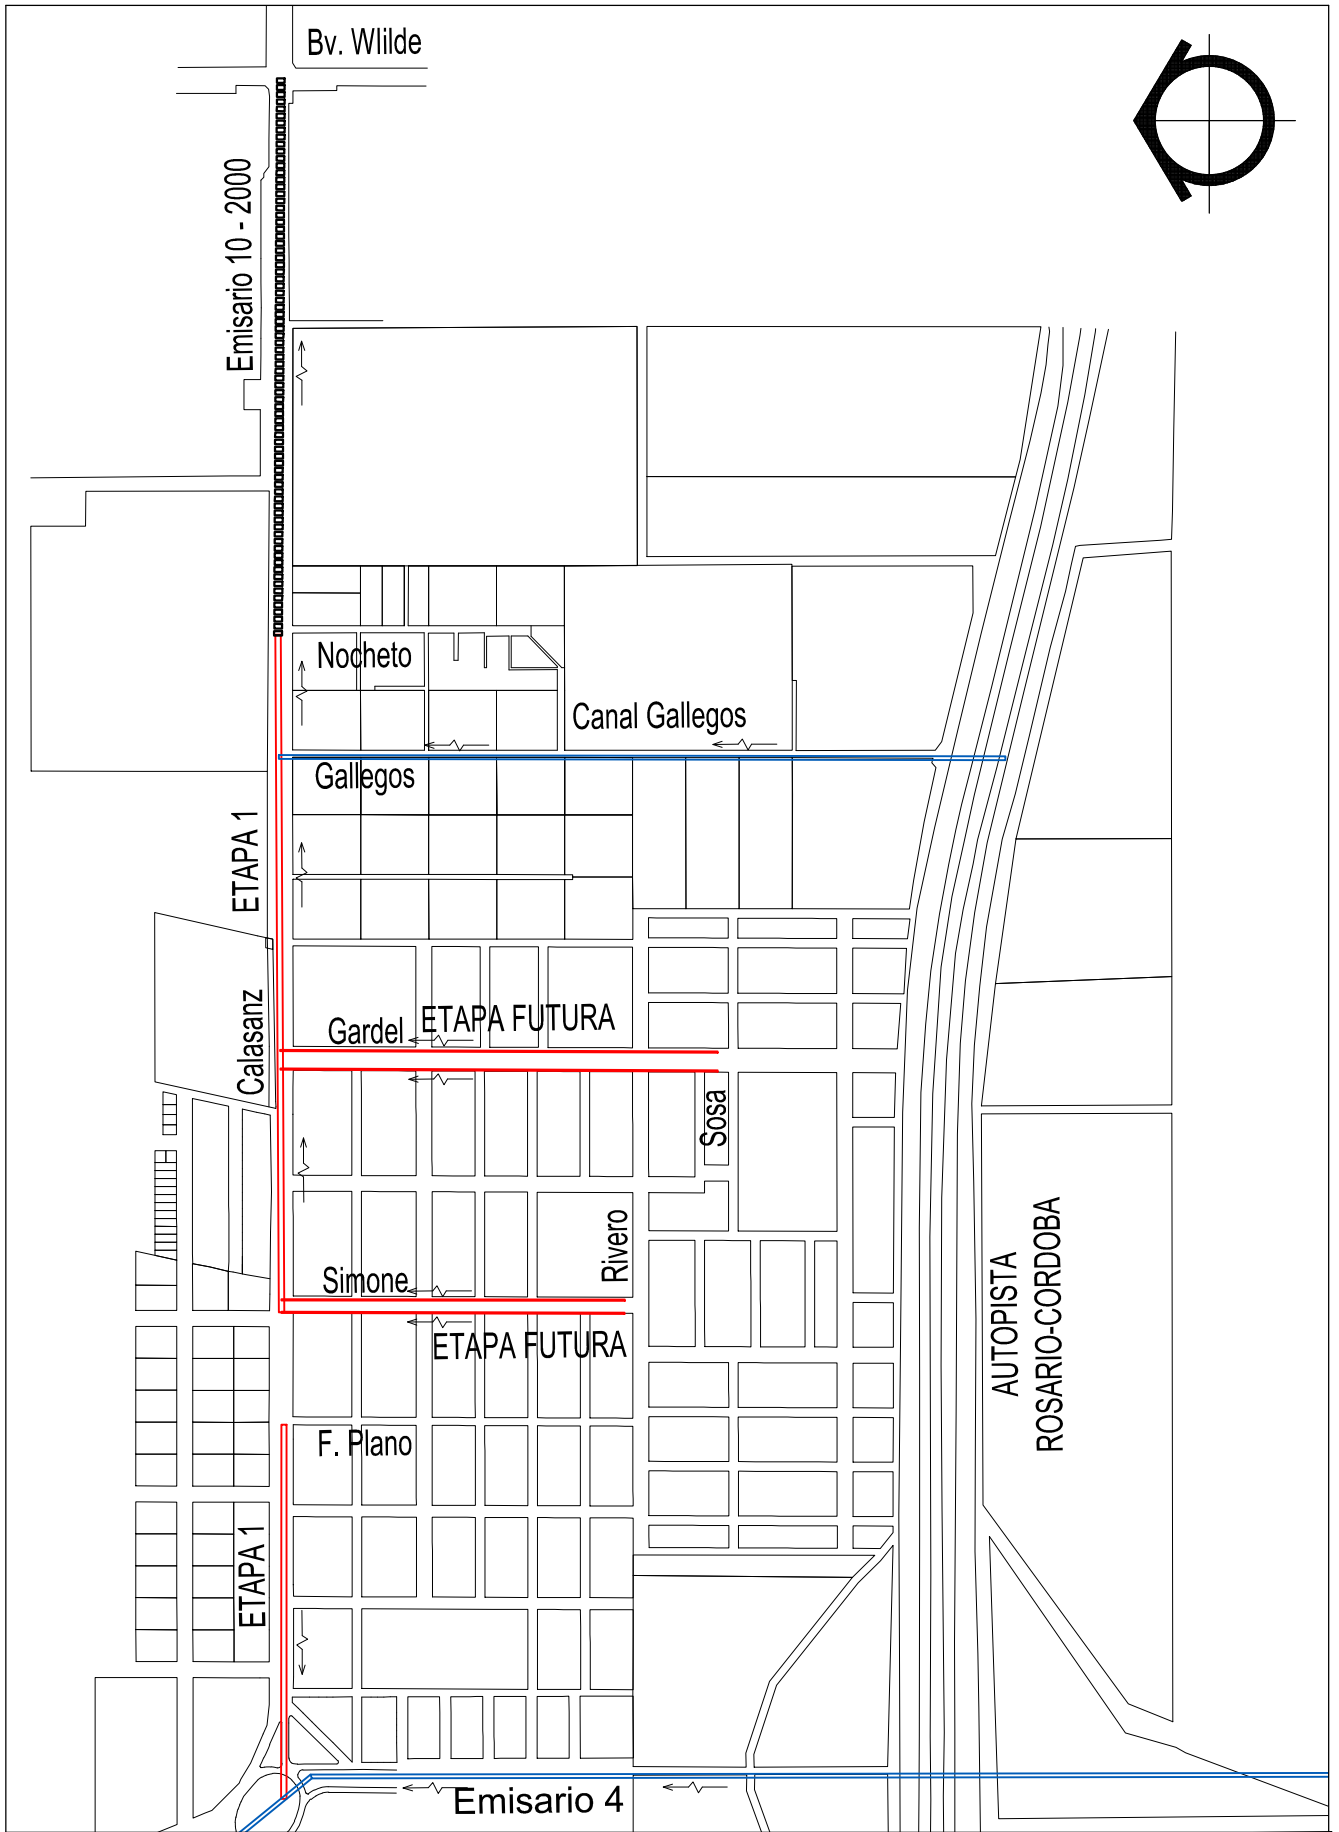 Bv. Wlilde
Emisario 10 - 2000
Nocheto
Canal Gallegos
Gallegos
ETAPA 1
Calasanz
Gardel
ETAPA FUTURA
Sosa
Rivero
Simone
ETAPA FUTURA
AUTOPISTA
ROSARIO-CORDOBA
F. Plano
ETAPA 1
Emisario 4